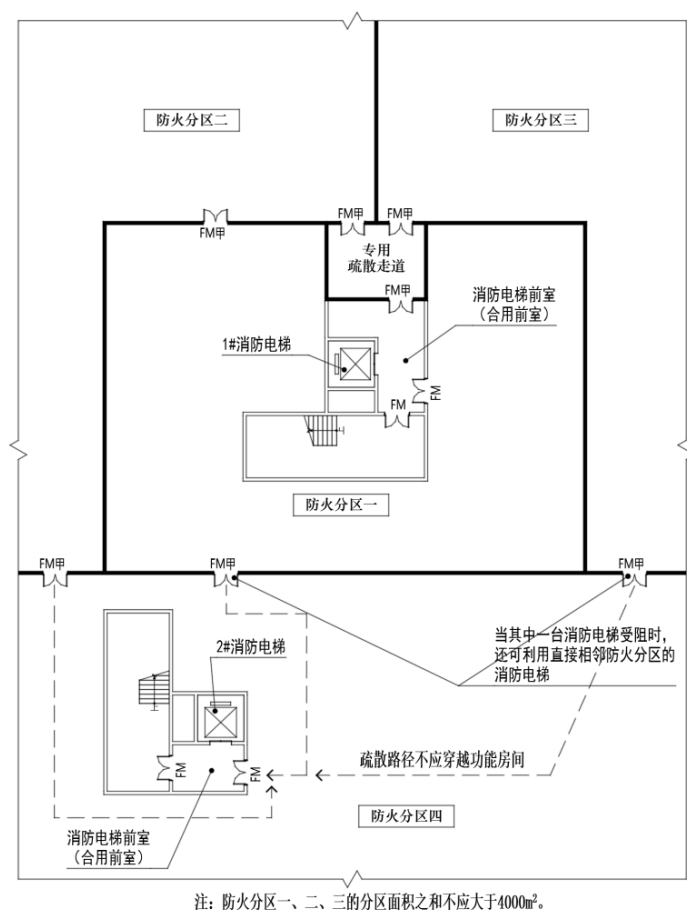 防火分区二
防火分区三
FM甲
FM甲
FM甲
专用
疏散走道
FM甲
消防电梯前室
（合用前室）
1#消防电梯
FM
FM
上
防火分区一
FM甲
FM甲
FM甲
当其中一台消防电梯受阻时，
还可利用直接相邻防火分区的
消防电梯
2#消防电梯
上
疏散路径不应穿越功能房间
FM
FM
防火分区四
消防电梯前室
（合用前室）
注：防火分区一、二、三的分区面积之和不应大于4000m²。